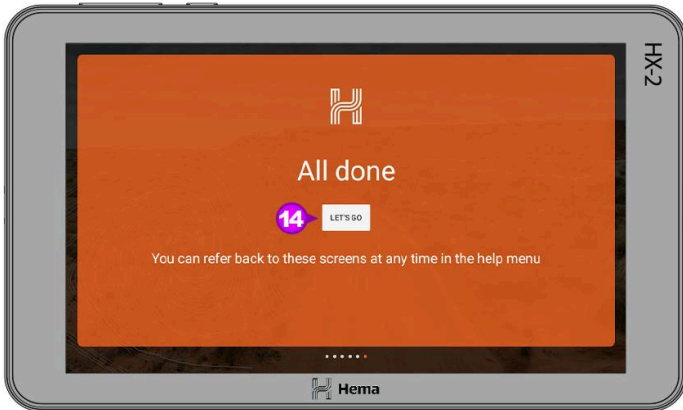 HX-2
All done
14
LET'S GO
You can refer back to these screens at any time in the help menu
Hema